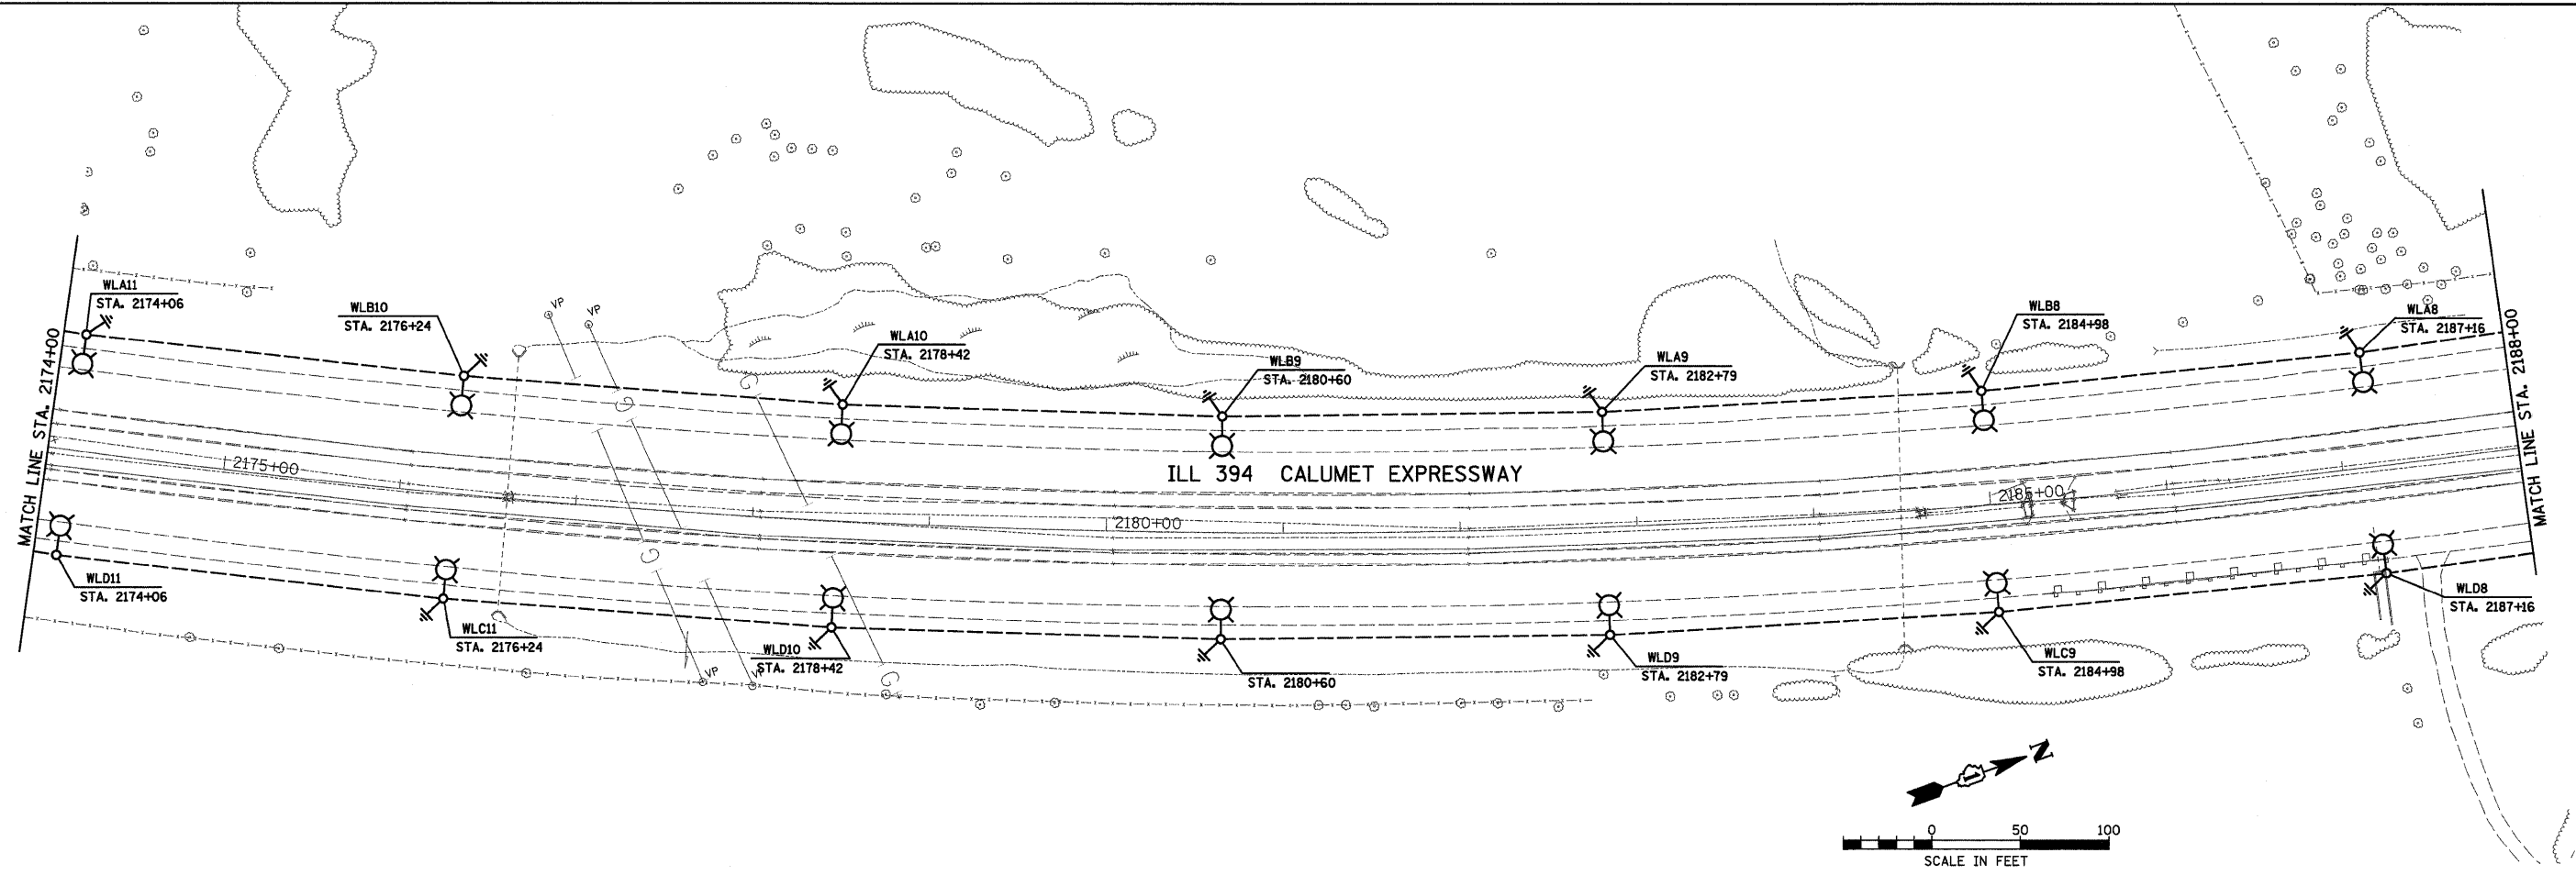 WLA11
STA. 2174+06
WLB10
STA. 2176+24
VP
VP
WLA10
STA. 2178+42
WLB9
STA. 2180+60
WLA9
STA. 2182+79
WLB8
STA. 2184+98
WLA8
STA. 2187+16
MATCH LINE STA. 2174+00
MATCH LINE STA. 2188+00
2175+00
G
G
ILL 394 CALUMET EXPRESSWAY
2185+00
2180+00
G
WLD11
STA. 2174+06
WLC11
STA. 2176+24
VP
VP
WLD10
STA. 2178+42
G
STA. 2180+60
WLD9
STA. 2182+79
WLC9
STA. 2184+98
WLD8
STA. 2187+16
N
0 50 100
SCALE IN FEET